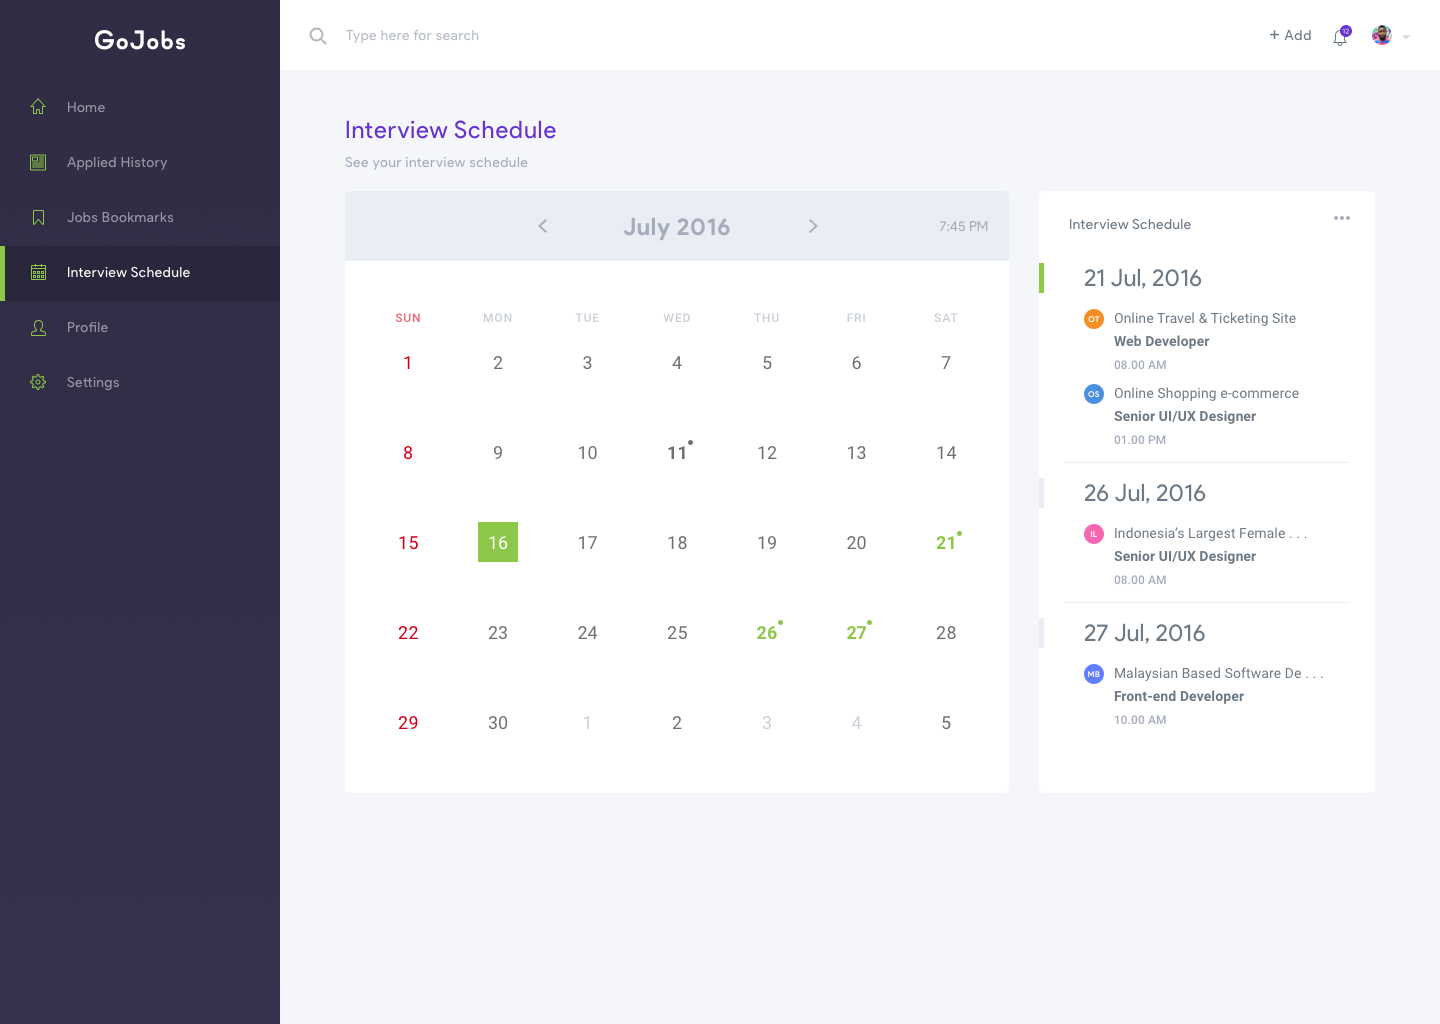 GoJobs
Type here for search
+ Add
12
Home
Applied History
Jobs Bookmarks
Interview Schedule
Profile
Settings
Interview Schedule
See your interview schedule
July 2016
7:45 PM
SUN MON TUE WED THU FRI SAT
1 2 3 4 5 6 7
8 9 10 11 12 13 14
15 16 17 18 19 20 21
22 23 24 25 26 27 28
29 30 1 2 3 4 5
Interview Schedule
21 Jul, 2016
OT Online Travel & Ticketing Site
Web Developer
08.00 AM
OS Online Shopping e-commerce
Senior UI/UX Designer
01.00 PM
26 Jul, 2016
IL Indonesia’s Largest Female . . .
Senior UI/UX Designer
08.00 AM
27 Jul, 2016
MB Malaysian Based Software De . . .
Front-end Developer
10.00 AM